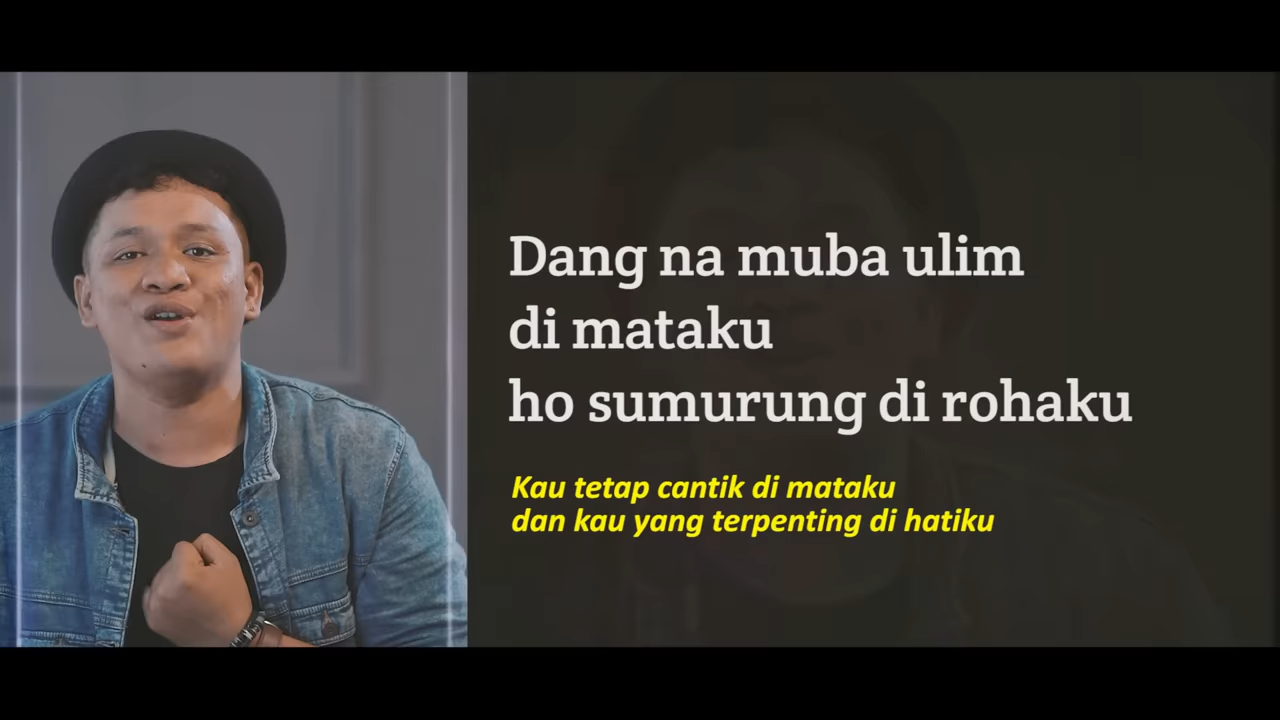 Dang na muba ulim
di mataku
ho sumurung di rohaku
Kau tetap cantik di mataku
dan kau yang terpenting di hatiku